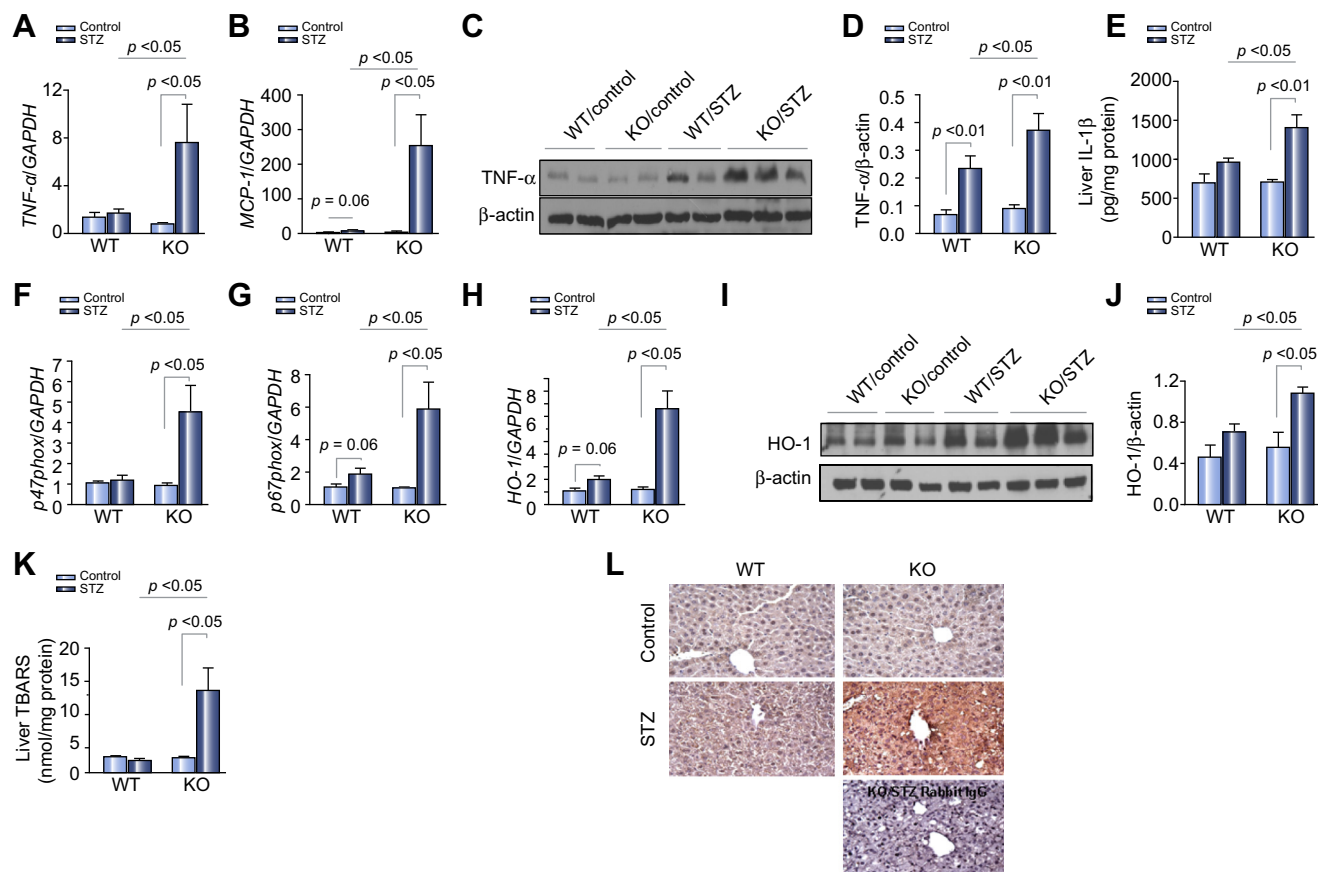 A
Control
STZ
p <0.05
p <0.05
TNF-α/GAPDH
12
8
4
0
WT
KO
B
Control
STZ
p <0.05
p <0.05
p = 0.06
MCP-1/GAPDH
400
300
200
100
0
WT
KO
C
WT/control
KO/control
WT/STZ
KO/STZ
TNF-α
β-actin
D
Control
STZ
p <0.05
p <0.01
p <0.01
TNF-α/β-actin
0.5
0.4
0.3
0.2
0.1
0.0
WT
KO
E
Control
STZ
p <0.05
p <0.01
Liver IL-1β
(pg/mg protein)
2000
1500
1000
500
0
WT
KO
F
Control
STZ
p <0.05
p <0.05
p47phox/GAPDH
7
6
5
4
3
2
1
0
WT
KO
G
Control
STZ
p <0.05
p <0.05
p = 0.06
p67phox/GAPDH
8
6
4
2
0
WT
KO
H
Control
STZ
p <0.05
p <0.05
p = 0.06
HO-1/GAPDH
10
8
6
4
2
0
WT
KO
I
WT/control
KO/control
WT/STZ
KO/STZ
HO-1
β-actin
J
Control
STZ
p <0.05
p <0.05
HO-1/β-actin
1.2
0.8
0.4
0.0
WT
KO
K
Control
STZ
p <0.05
p <0.05
Liver TBARS
(nmol/mg protein)
20
15
10
5
0
WT
KO
L
WT
KO
Control
STZ
KO/STZ Rabbit IgG